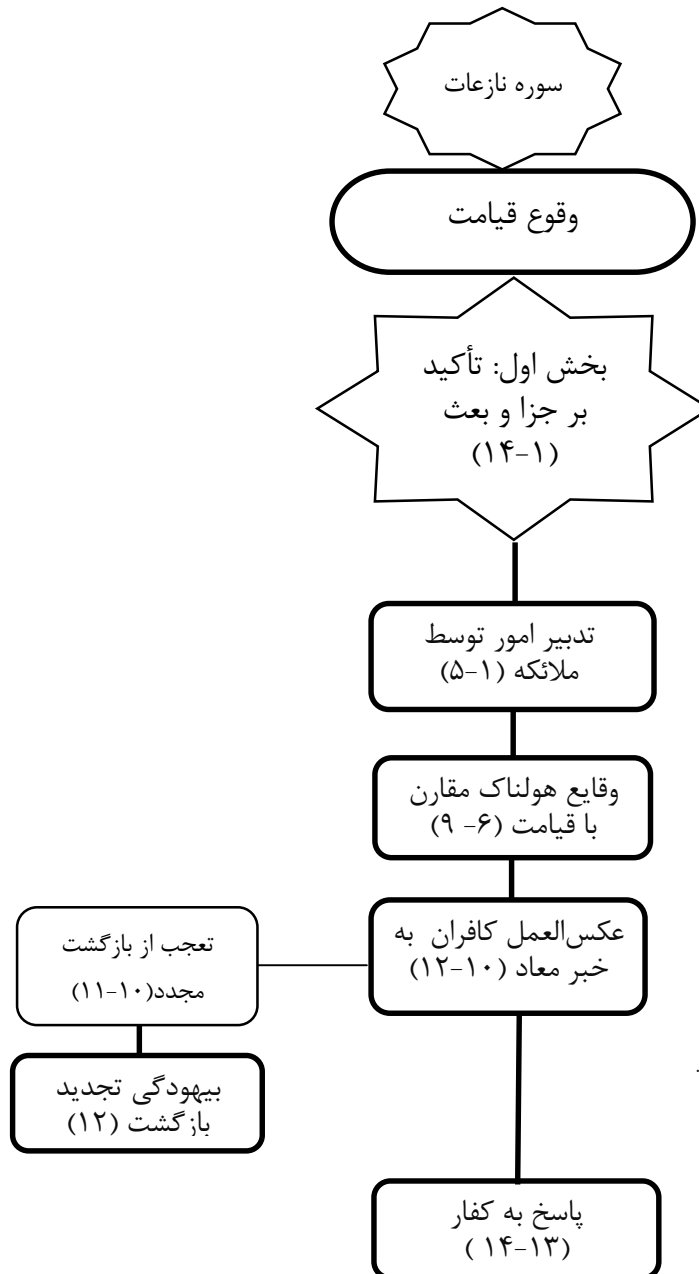 سوره نازعات
وقوع قیامت
بخش اول: تأکید
بر جزا و بعث
(۱۴-۱)
تدبیر امور توسط
ملائکه (۱-۵)
وقایع هولناک مقارن
با قیامت (۶- ۹)
عکس‌العمل کافران به
خبر معاد (۱۰-۱۲)
تعجب از بازگشت
مجدد(۱۰-۱۱)
بیهودگی تجدید
بازگشت (۱۲)
پاسخ به کفار
(۱۳-۱۴ )